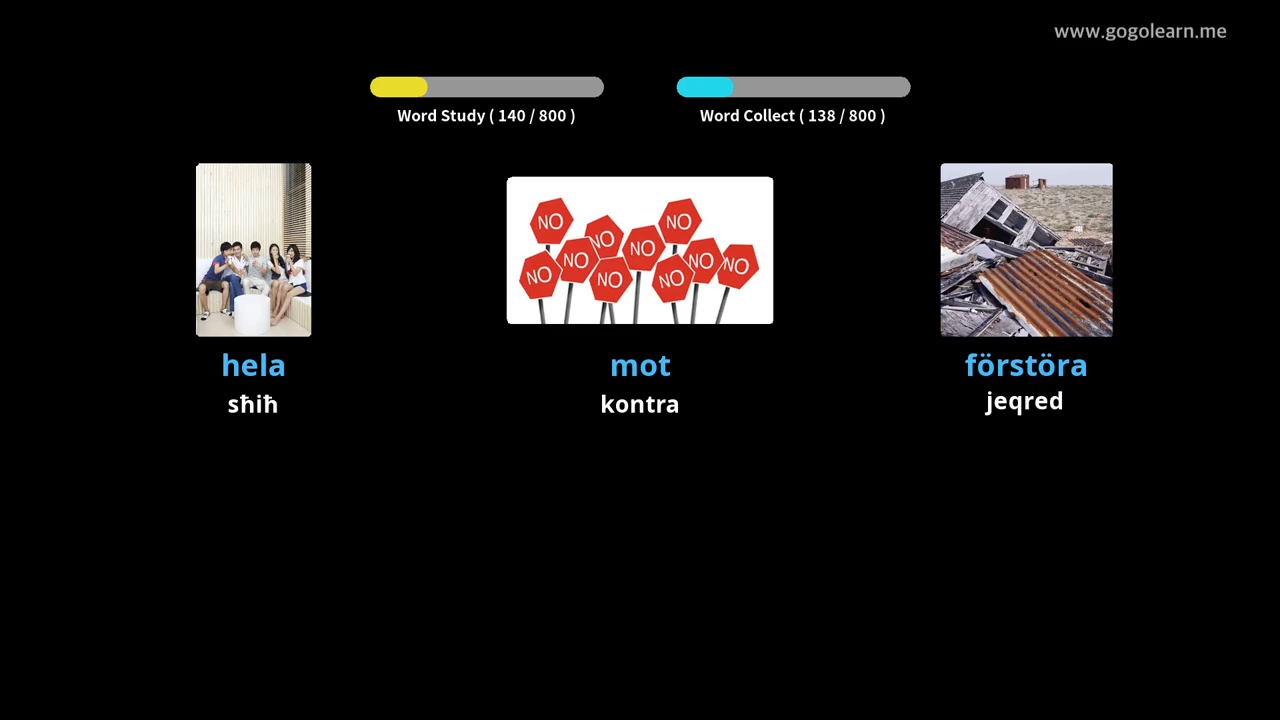 www.gogolearn.me
Word Study ( 140 / 800 )
Word Collect ( 138 / 800 )
NO
NO
NO
NO
NO
NO
NO
NO
NO
NO
hela
mot
förstöra
sħiħ
kontra
jeqred